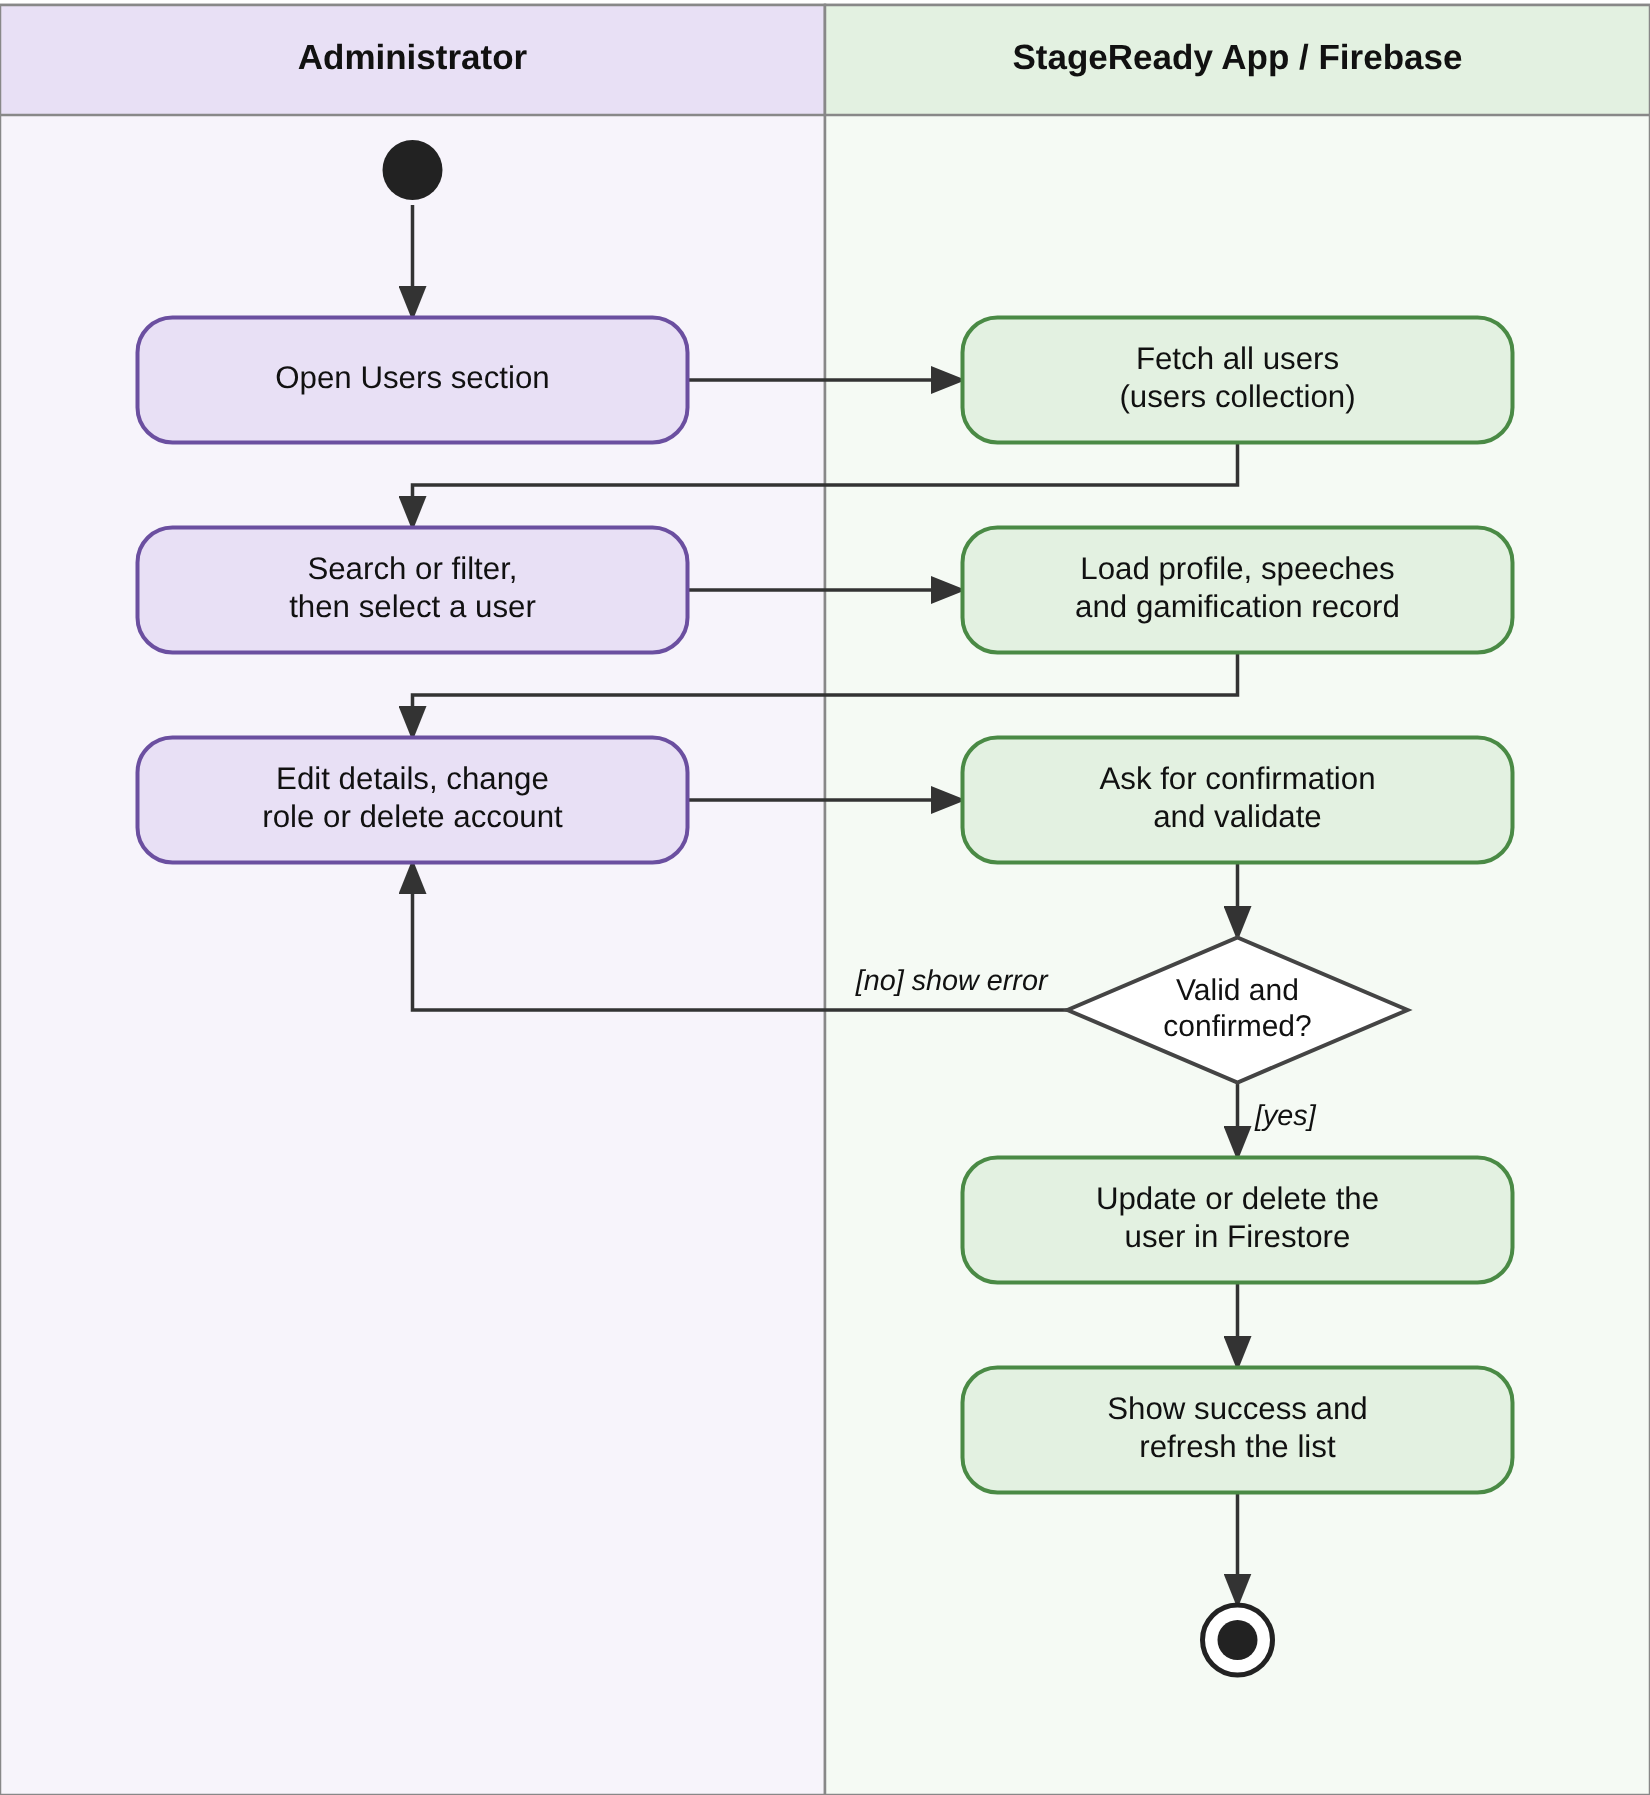 Administrator
StageReady App / Firebase
Open Users section
Fetch all users
(users collection)
Search or filter,
then select a user
Load profile, speeches
and gamification record
Edit details, change
role or delete account
Ask for confirmation
and validate
[no] show error
Valid and
confirmed?
[yes]
Update or delete the
user in Firestore
Show success and
refresh the list